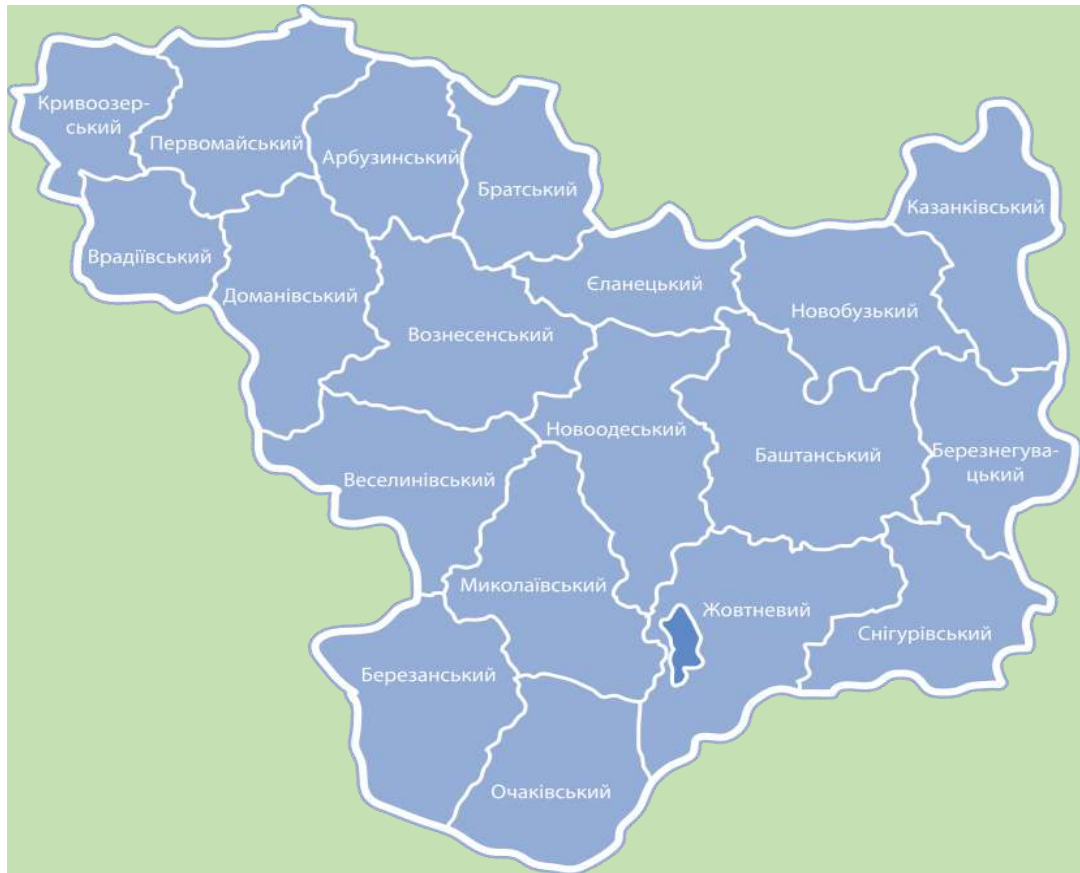 Кривоозер-
ський
Первомайський
Арбузинський
Братський
Казанківський
Врадіївський
Доманівський
Єланецький
Новобузький
Вознесенський
Новоодеський
Баштанський
Березнегува-
цький
Веселинівський
Миколаївський
Жовтневий
Снігурівський
Березанський
Очаківський